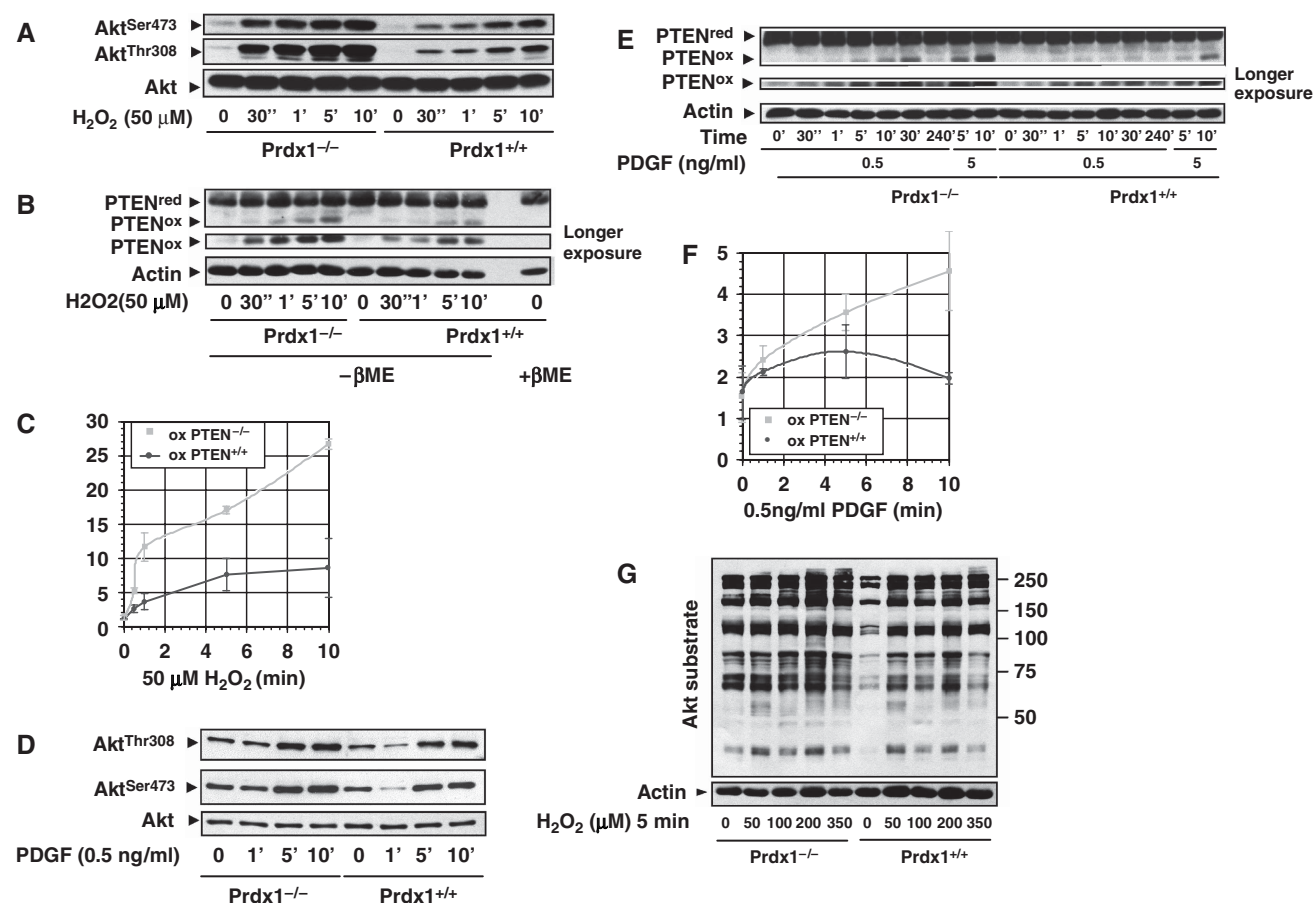 A
Akt^Ser473
Akt^Thr308
Akt
H₂O₂ (50 μM)
0 30’’ 1’ 5’ 10’ 0 30’’ 1’ 5’ 10’
Prdx1⁻/⁻ Prdx1⁺/⁺
B
PTEN^red
PTEN^ox
PTEN^ox
Longer
exposure
Actin
H2O2(50 μM)
0 30’’ 1’ 5’ 10’ 0 30’’ 1’ 5’ 10’ 0
Prdx1⁻/⁻ Prdx1⁺/⁺
–βME +βME
C
30
25
20
15
10
5
0
ox PTEN⁻/⁻
ox PTEN⁺/⁺
0 2 4 6 8 10
50 μM H₂O₂ (min)
D
Akt^Thr308
Akt^Ser473
Akt
PDGF (0.5 ng/ml)
0 1’ 5’ 10’ 0 1’ 5’ 10’
Prdx1⁻/⁻ Prdx1⁺/⁺
E
PTEN^red
PTEN^ox
PTEN^ox
Longer
exposure
Actin
Time
0’ 30’’ 1’ 5’ 10’ 30’ 240’ 5’ 10’ 0’ 30’’ 1’ 5’ 10’ 30’ 240’ 5’ 10’
PDGF (ng/ml)
0.5 5 0.5 5
Prdx1⁻/⁻ Prdx1⁺/⁺
F
5
4
3
2
1
0
ox PTEN⁻/⁻
ox PTEN⁺/⁺
0 2 4 6 8 10
0.5ng/ml PDGF (min)
G
Akt substrate
250
150
100
75
50
Actin
H₂O₂ (μM) 5 min
0 50 100 200 350 0 50 100 200 350
Prdx1⁻/⁻ Prdx1⁺/⁺